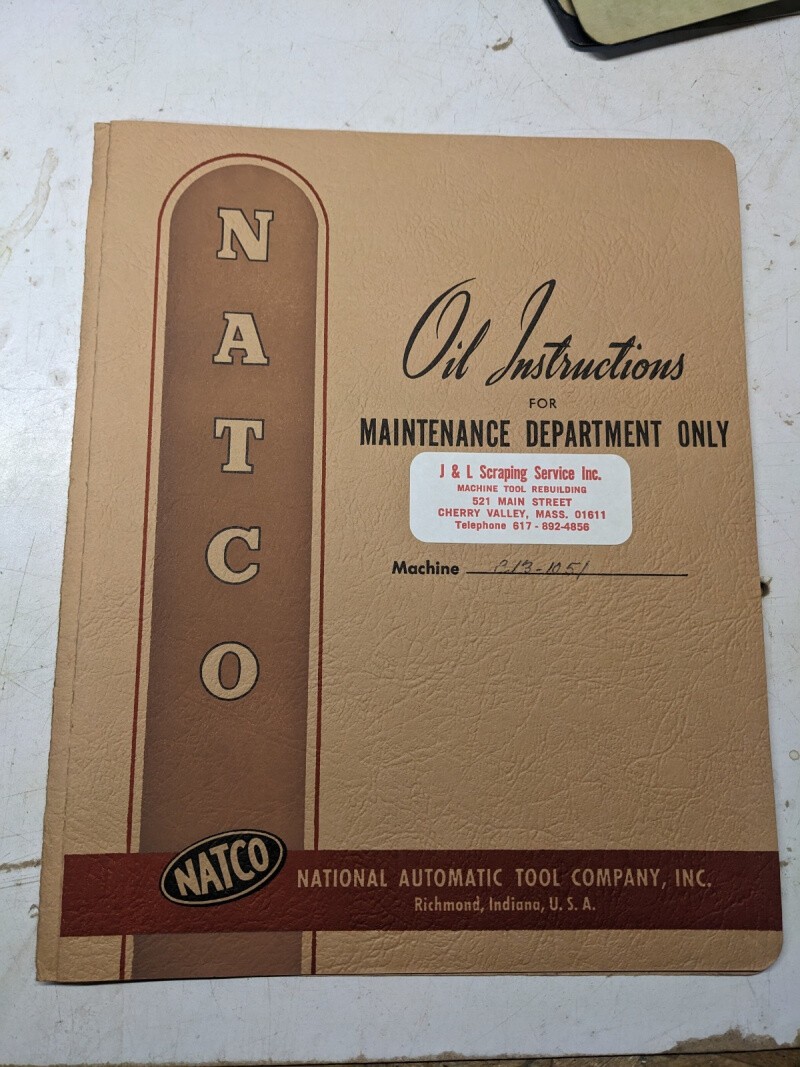 NATCO
Oil Instructions
FOR
MAINTENANCE DEPARTMENT ONLY
J & L Scraping Service Inc.
MACHINE TOOL REBUILDING
521 MAIN STREET
CHERRY VALLEY, MASS. 01611
Telephone 617 - 892-4856
Machine
NATCO
NATIONAL AUTOMATIC TOOL COMPANY, INC.
Richmond, Indiana, U. S. A.